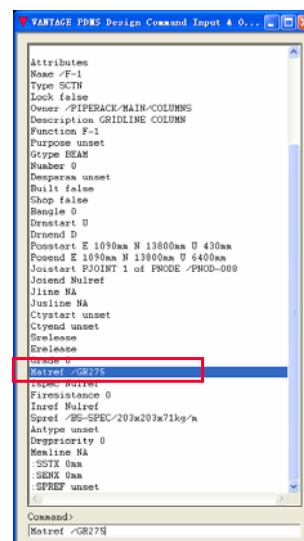 VANTAGE PDMS Design Command Input & O...
Attributes
Name /F-1
Type SCTN
Lock false
Owner /PIPERACK/MAIN/COLUMNS
Description GRIDLINE COLUMN
Function F-1
Purpose unset
Gtype BEAM
Number 0
Desparam unset
Built false
Shop false
Bangle 0
Drnstart U
Drnend D
Posstart E 1090mm N 13800mm U 430mm
Posend E 1090mm N 13800mm U 6400mm
Joistart PJOINT 1 of PNODE /PNOD-008
Joiend Nulref
Jline NA
Jusline NA
Ctystart unset
Ctyend unset
Srelease
Erelease
Grade 0
Matref /GR275
Ispec Nulref
Firesistance 0
Inref Nulref
Spref /BS-SPEC/203x203x71kg/m
Antype unset
Drgpriority 0
Memline NA
:SSTX 0mm
:SENX 0mm
:SPREF unset
Command>
Matref /GR275